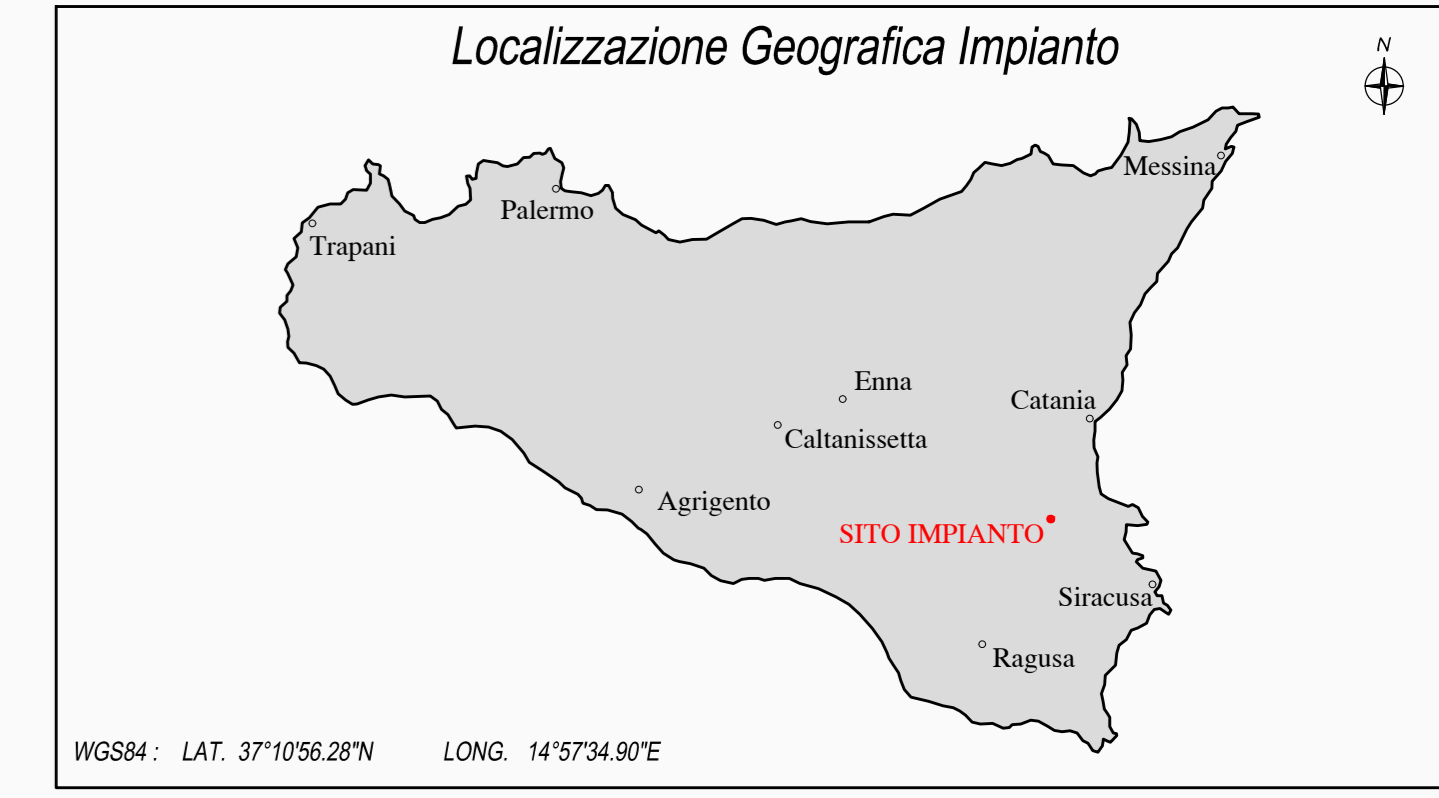 Localizzazione Geografica Impianto
N
Messina
Palermo
Trapani
Enna
Catania
Caltanissetta
Agrigento
SITO IMPIANTO
Siracusa
Ragusa
WGS84 : LAT. 37°10'56.28"N LONG. 14°57'34.90"E